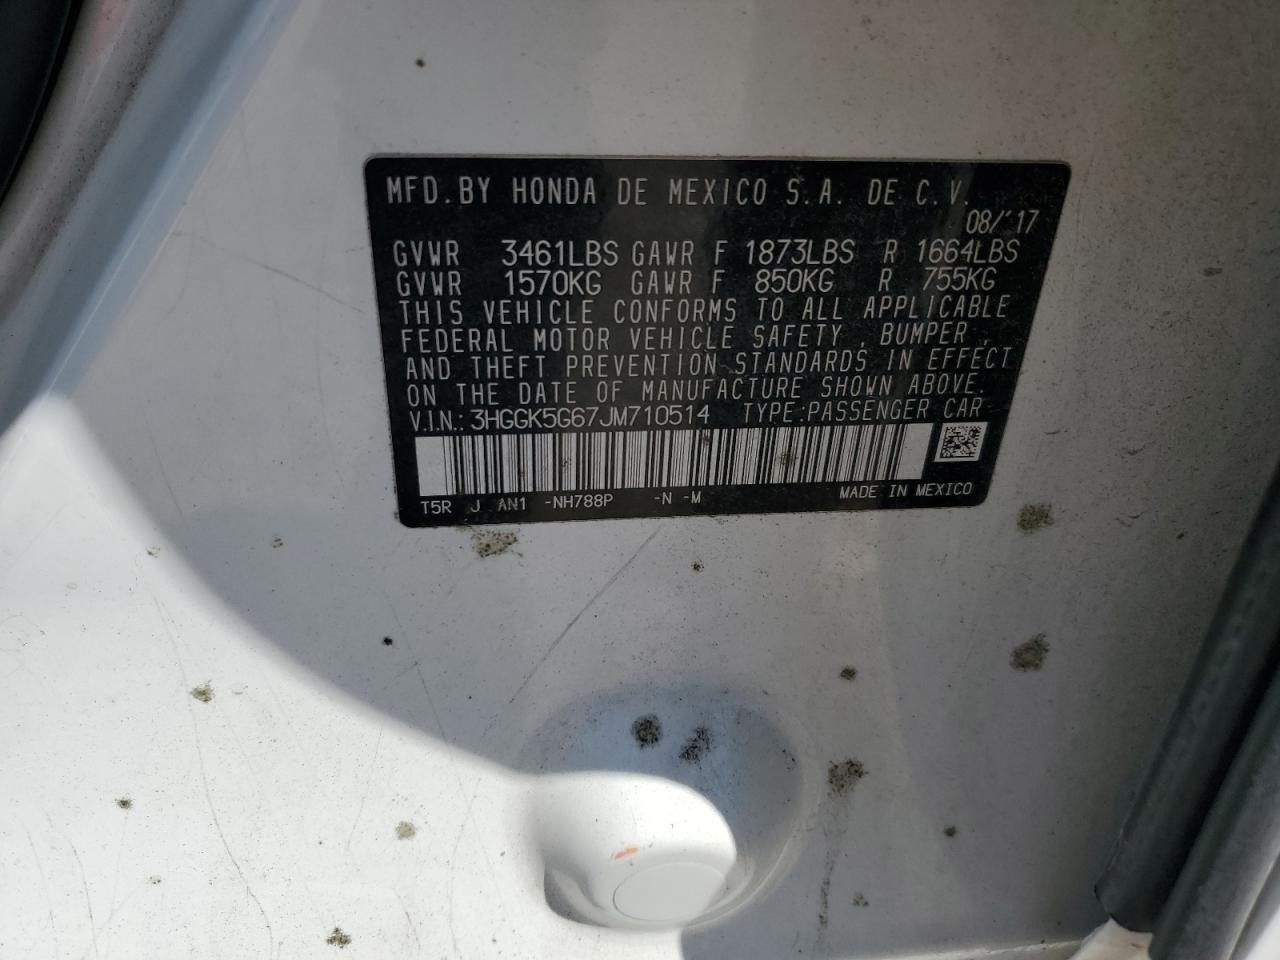 MFD. BY HONDA DE MEXICO S.A. DE C.V.
08/'17
GVWR 3461LBS GAWR F 1873LBS R 1664LBS
GVWR 1570KG GAWR F 850KG R 755KG
THIS VEHICLE CONFORMS TO ALL APPLICABLE
FEDERAL MOTOR VEHICLE SAFETY, BUMPER,
AND THEFT PREVENTION STANDARDS IN EFFECT
ON THE DATE OF MANUFACTURE SHOWN ABOVE.
V.I.N.: 3HGGK5G67JM710514 TYPE:PASSENGER CAR
T5R J AN1 -NH788P -N -M MADE IN MEXICO